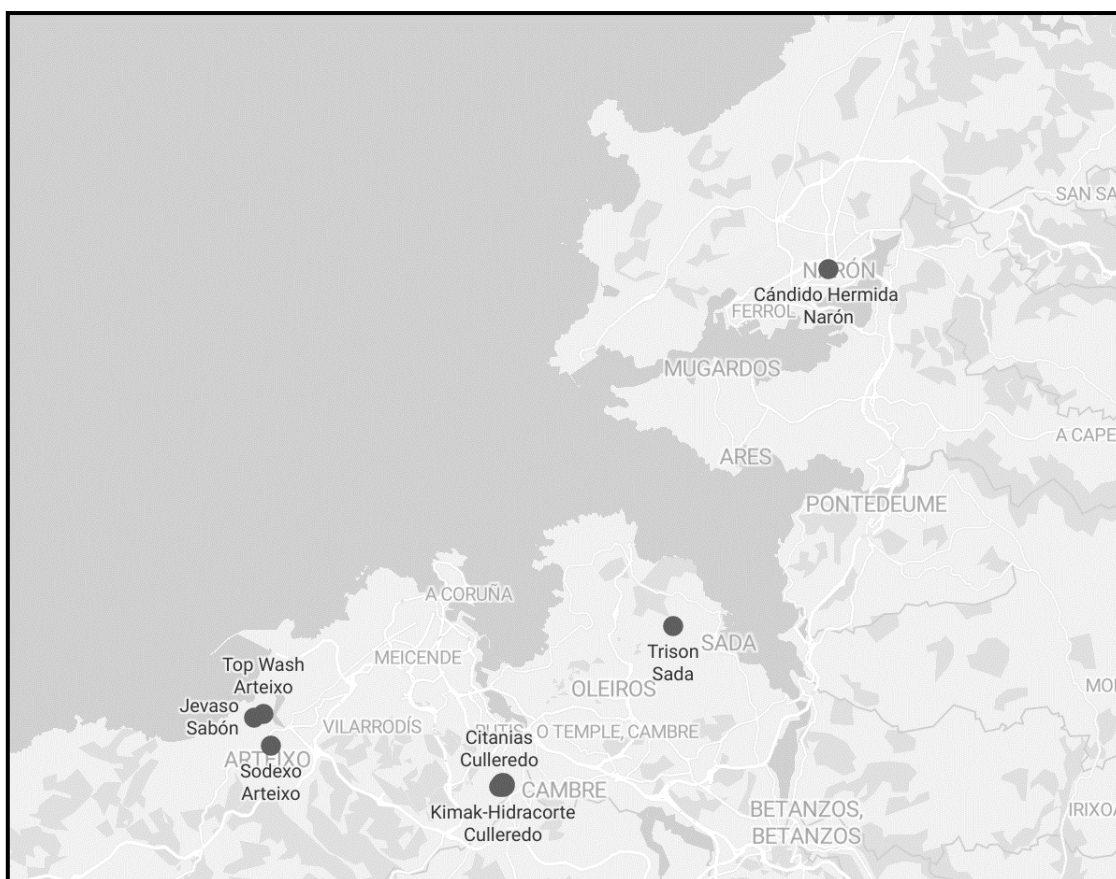 SAN SA
NARÓN
Cándido Hermida
Narón
FERROL
MUGARDOS
A CAPE
ARES
PONTEDEUME
A CORUÑA
Trison
Sada
SADA
MEICENDE
Top Wash
Arteixo
OLEIROS
MO
Jevaso
Sabón
VILARRODÍS
O TEMPLE, CAMBRE
Citanias
Culleredo
ARTEIXO
Sodexo
Arteixo
CAMBRE
Kimak-Hidracorte
Culleredo
BETANZOS,
BETANZOS
IRIXOA